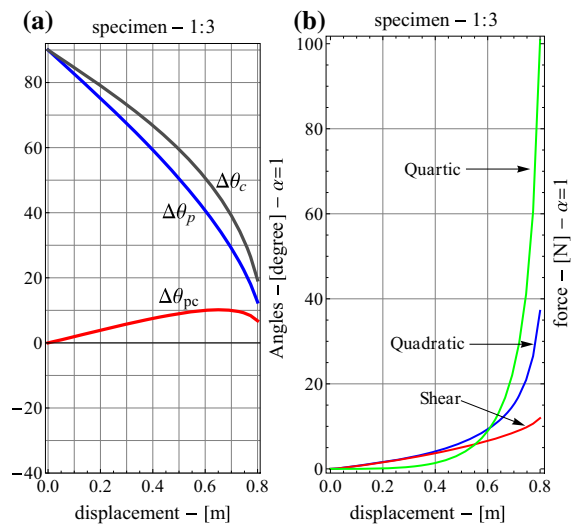 (a)
specimen – 1:3
80
60
40
20
0
−20
−40
Δθc
Δθp
Δθpc
0.0 0.2 0.4 0.6 0.8
displacement – [m]
Angles – [degree] – α=1
(b)
specimen – 1:3
100
80
60
40
20
0
Quartic
Quadratic
Shear
0.0 0.2 0.4 0.6 0.8
displacement – [m]
force – [N] – α=1